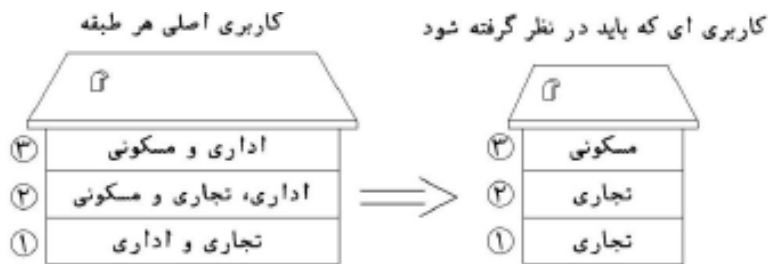 کاربری ای که باید در نظر گرفته شود
کاربری اصلی هر طبقه
مسکونی ۳
اداری و مسکونی ۳
تجاری ۲
اداری، تجاری و مسکونی ۲
تجاری ۱
تجاری و اداری ۱